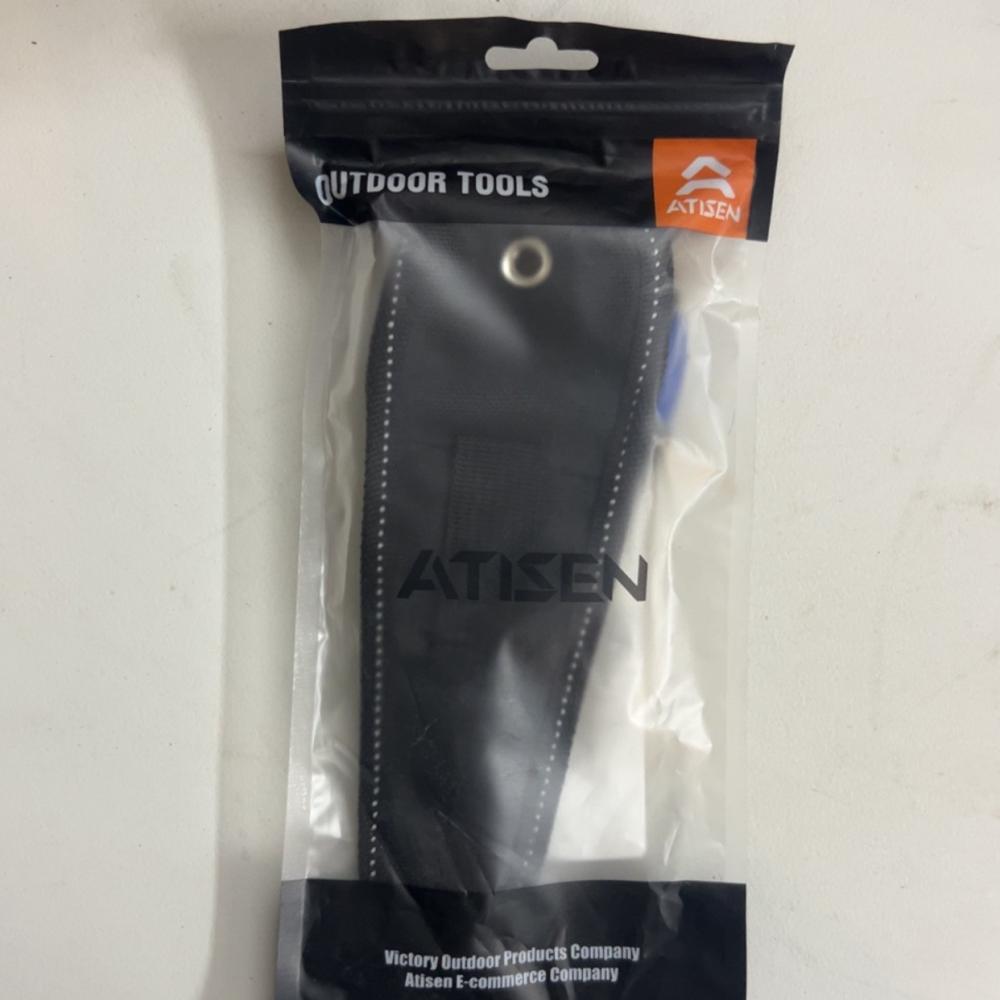 OUTDOOR TOOLS
ATISEN
ATISEN
Victory Outdoor Products Company
Atisen E-commerce Company